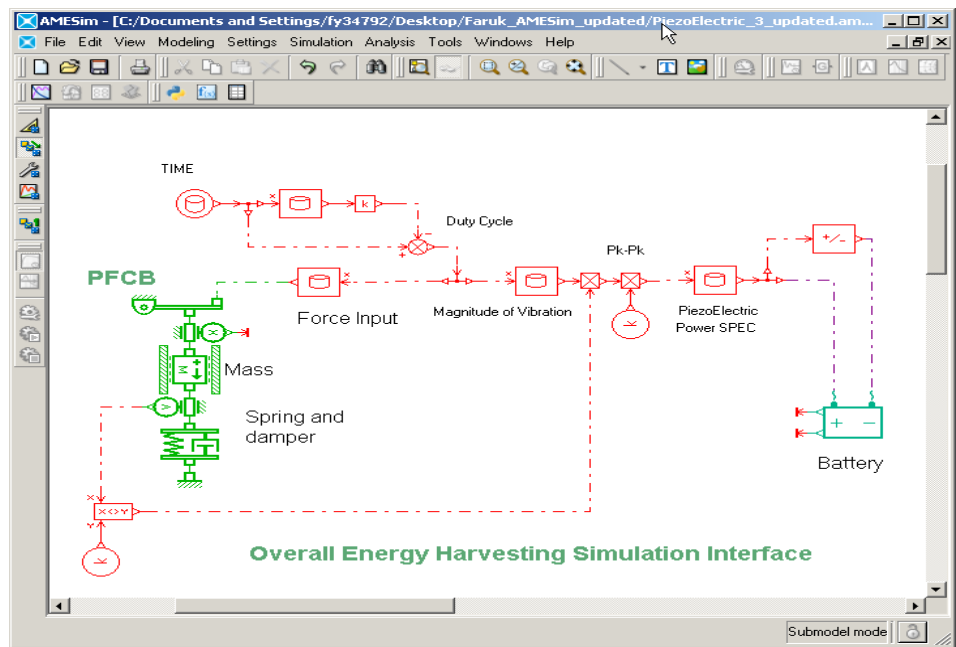 AMESim - [C:/Documents and Settings/fy34792/Desktop/Faruk_AMESim_updated/PiezoElectric_3_updated.am...
File Edit View Modeling Settings Simulation Analysis Tools Windows Help
TIME
x
k
Duty Cycle
-
+
+/-
Pk-Pk
PFCB
x
x
x
Force Input
Magnitude of Vibration
PiezoElectric
Power SPEC
k
x
M
Mass
V
Spring and
damper
+ -
Battery
X
X<>Y
Y
k
Overall Energy Harvesting Simulation Interface
Submodel mode